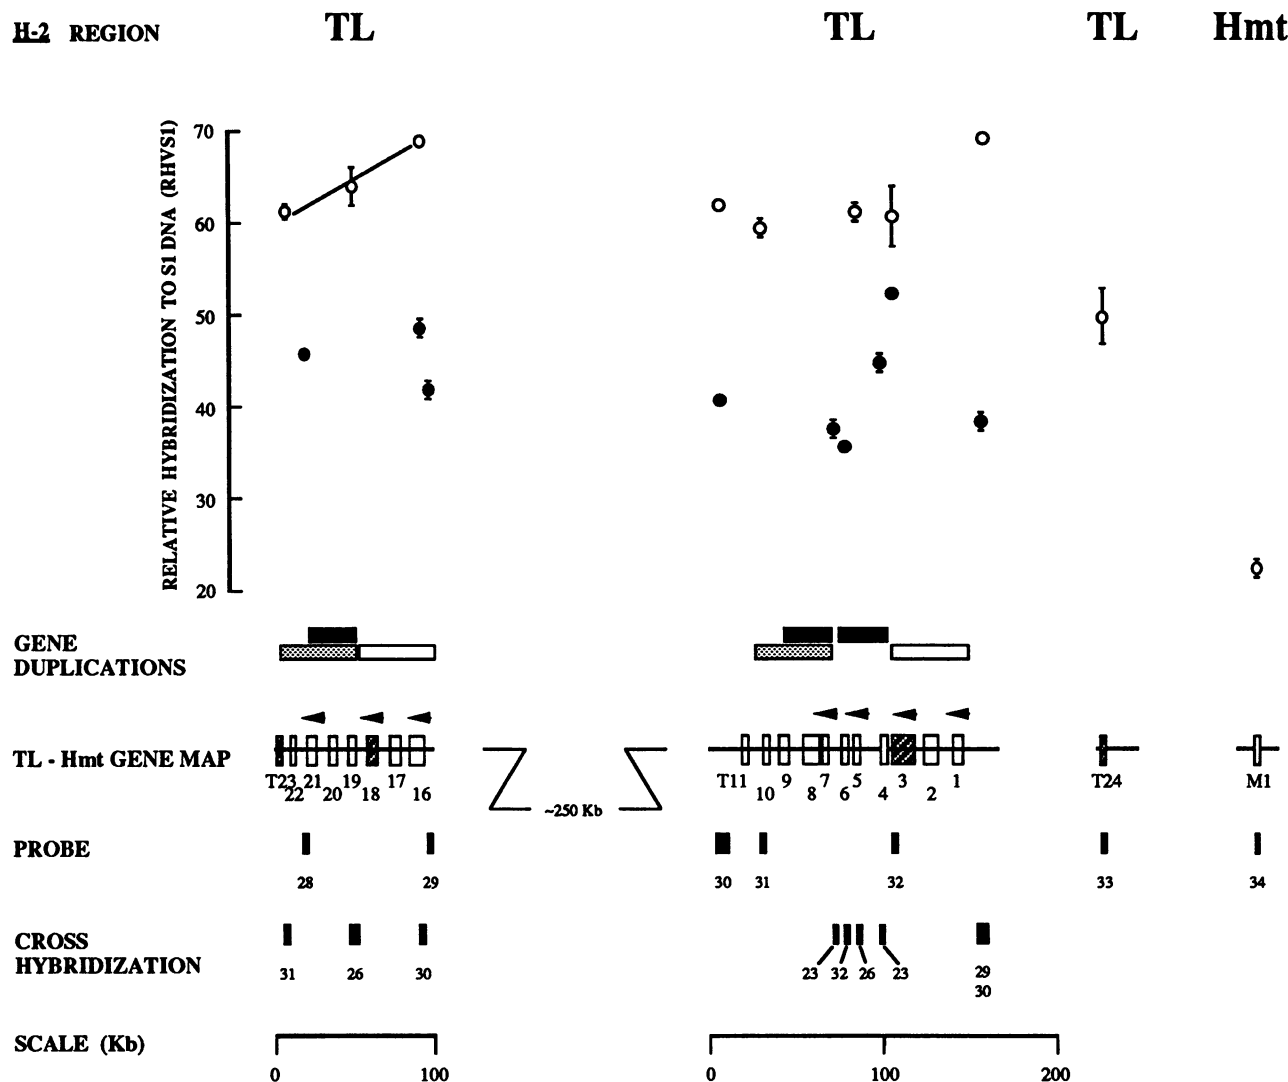 H-2 REGION TL TL TL Hmt
RELATIVE HYBRIDIZATION TO S1 DNA (RHVS1)
70
60
50
40
30
20
GENE
DUPLICATIONS
TL - Hmt GENE MAP
T23 21 19 17 T11 9 7 5 3 1 T24 M1
22 20 18 16 10 8 6 4 2
~250 Kb
PROBE
28 29 30 31 32 33 34
CROSS
HYBRIDIZATION
31 26 30 23 32 26 23 29
30
SCALE (Kb)
0 100 0 100 200